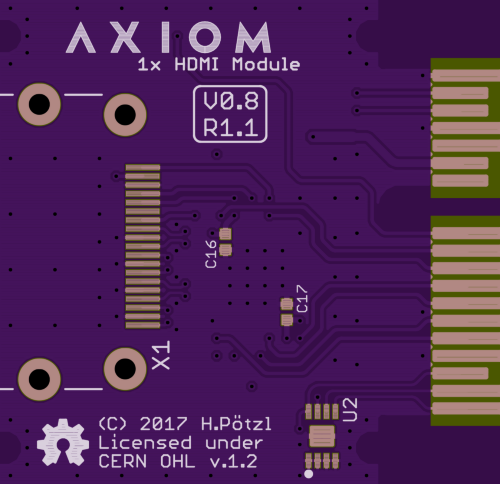 AXIOM
1x HDMI Module
V0.8
R1.1
C16
C17
X1
U2
(C) 2017 H.Pötzl
Licensed under
CERN OHL v.1.2